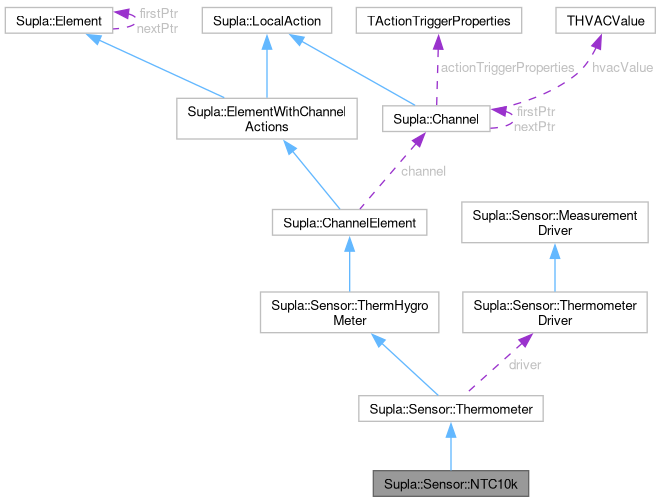 Supla::Element
firstPtr
nextPtr
Supla::LocalAction
TActionTriggerProperties
THVACValue
actionTriggerProperties
hvacValue
Supla::ElementWithChannel
Actions
Supla::Channel
firstPtr
nextPtr
channel
Supla::ChannelElement
Supla::Sensor::Measurement
Driver
Supla::Sensor::ThermHygro
Meter
Supla::Sensor::Thermometer
Driver
driver
Supla::Sensor::Thermometer
Supla::Sensor::NTC10k